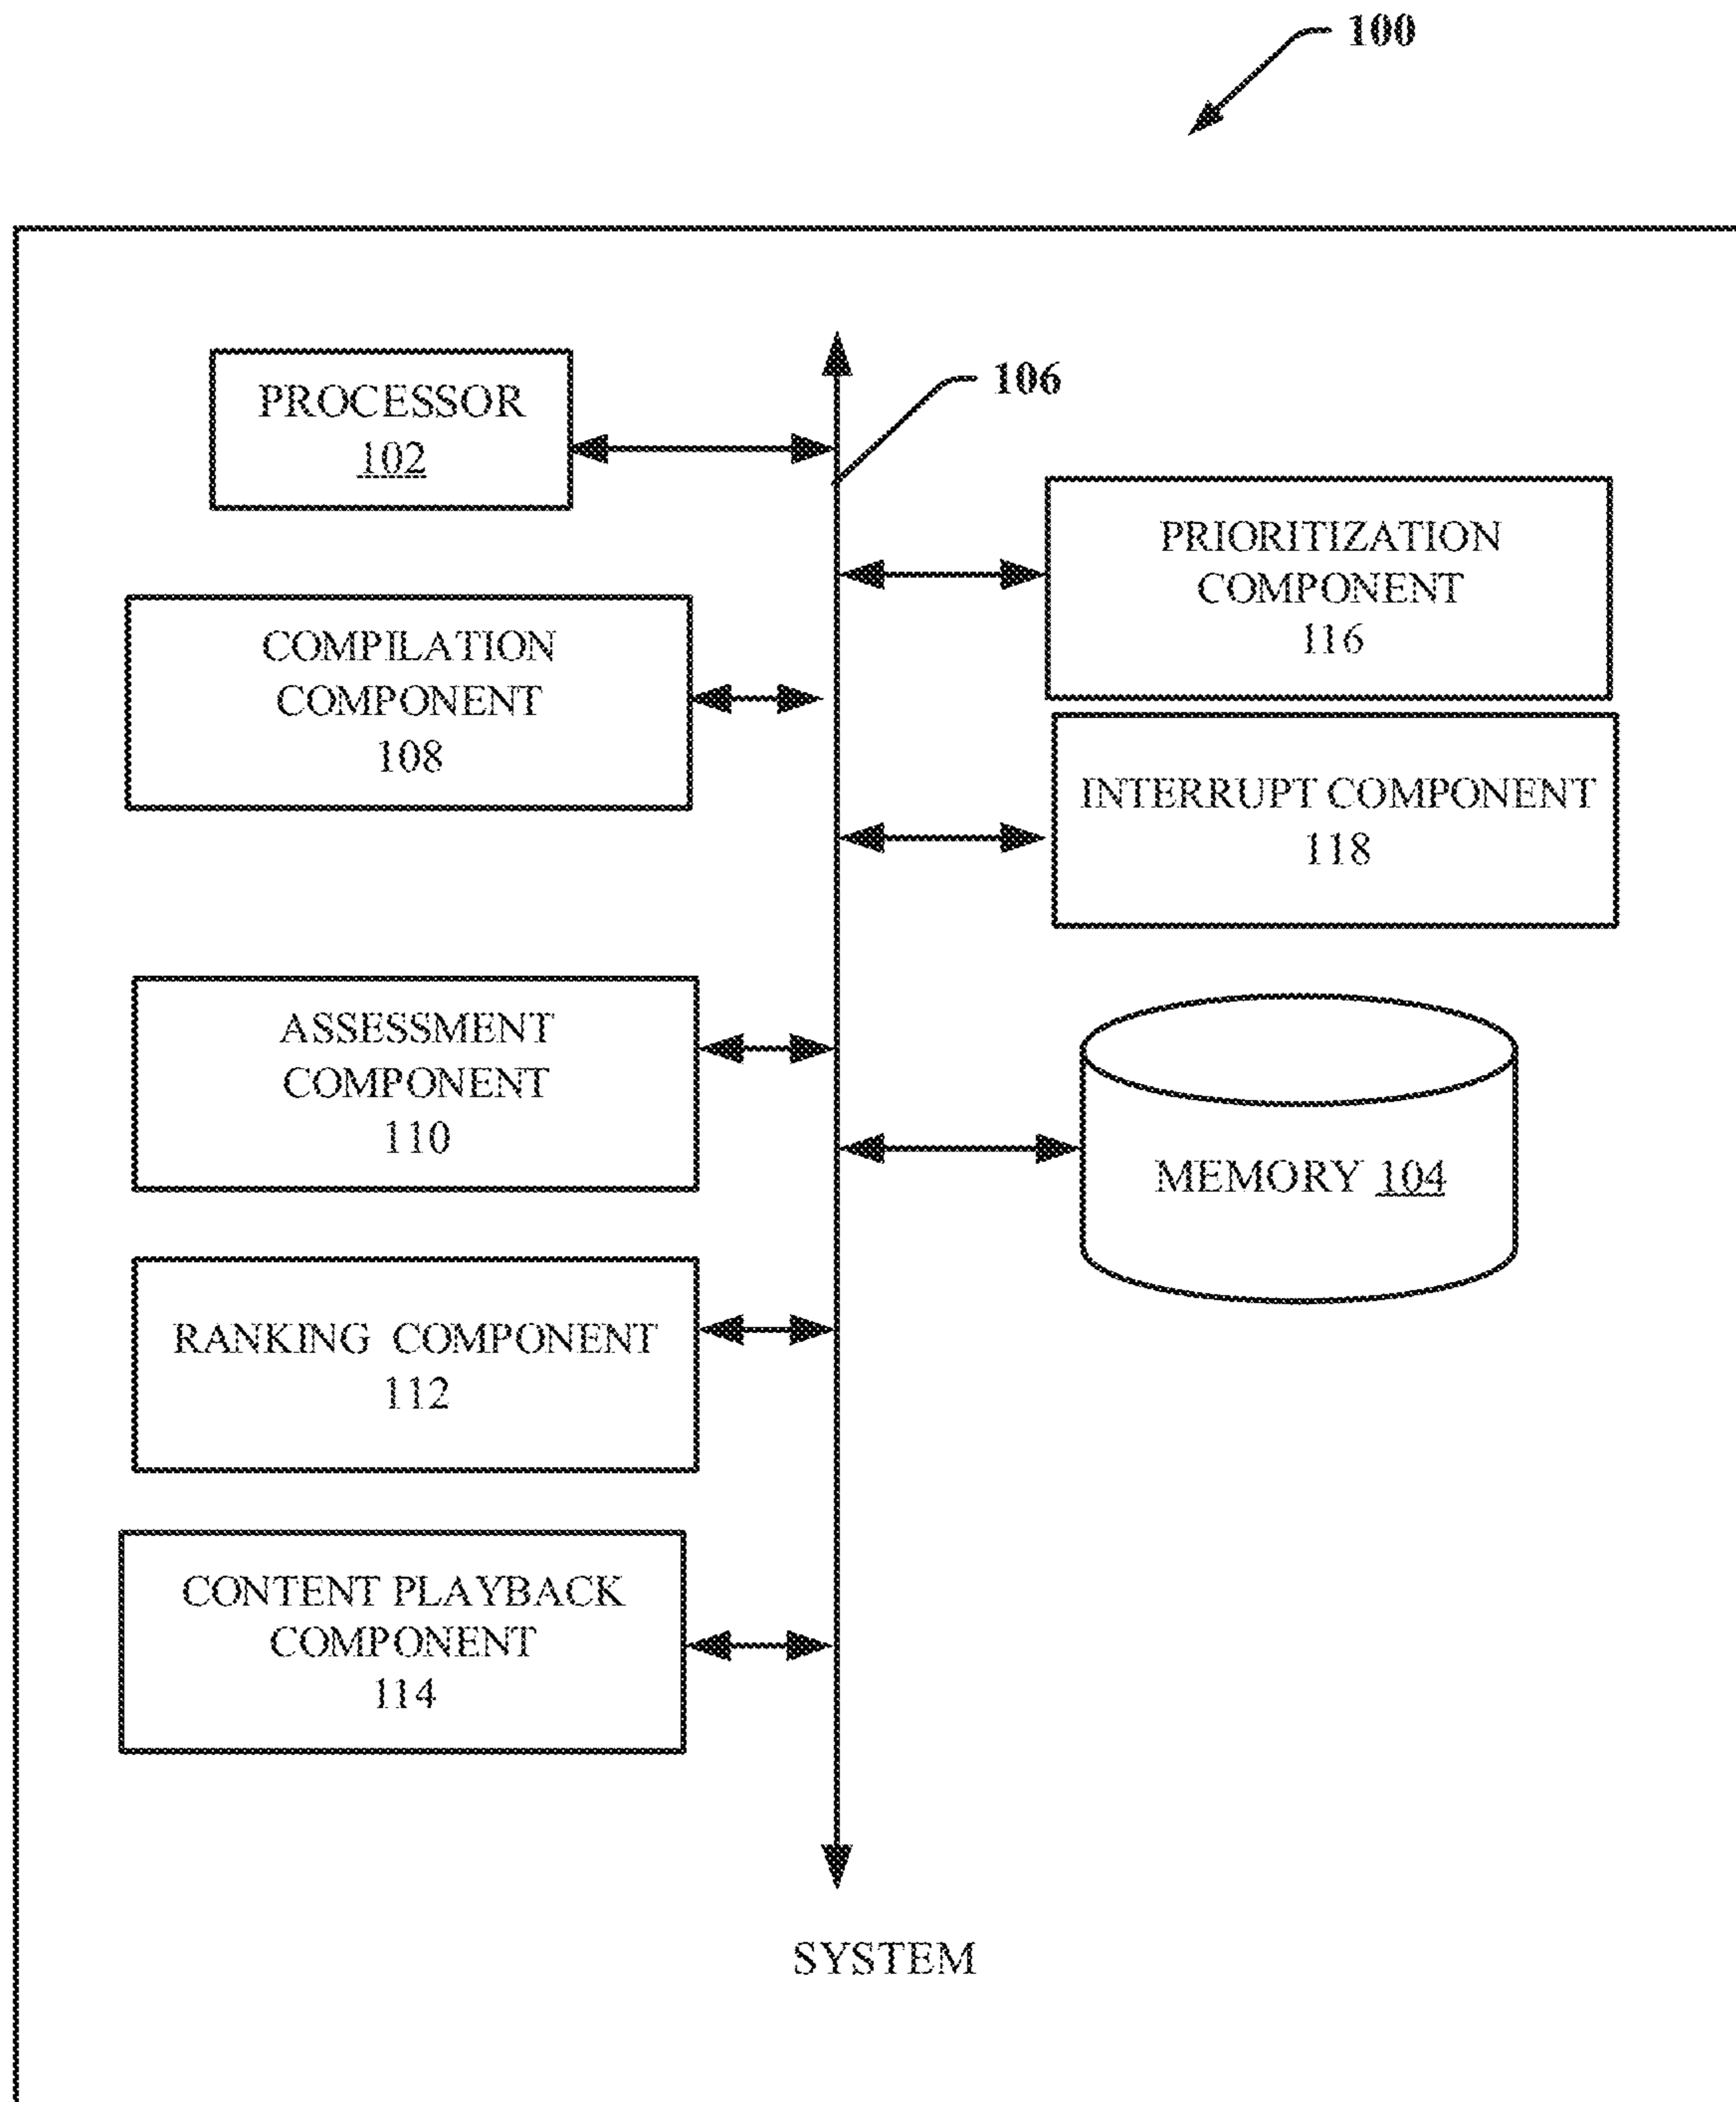 100
PROCESSOR
102
106
PRIORITIZATION
COMPONENT
116
COMPILATION
COMPONENT
108
INTERRUPT COMPONENT
118
ASSESSMENT
COMPONENT
110
MEMORY 104
RANKING COMPONENT
112
CONTENT PLAYBACK
COMPONENT
114
SYSTEM